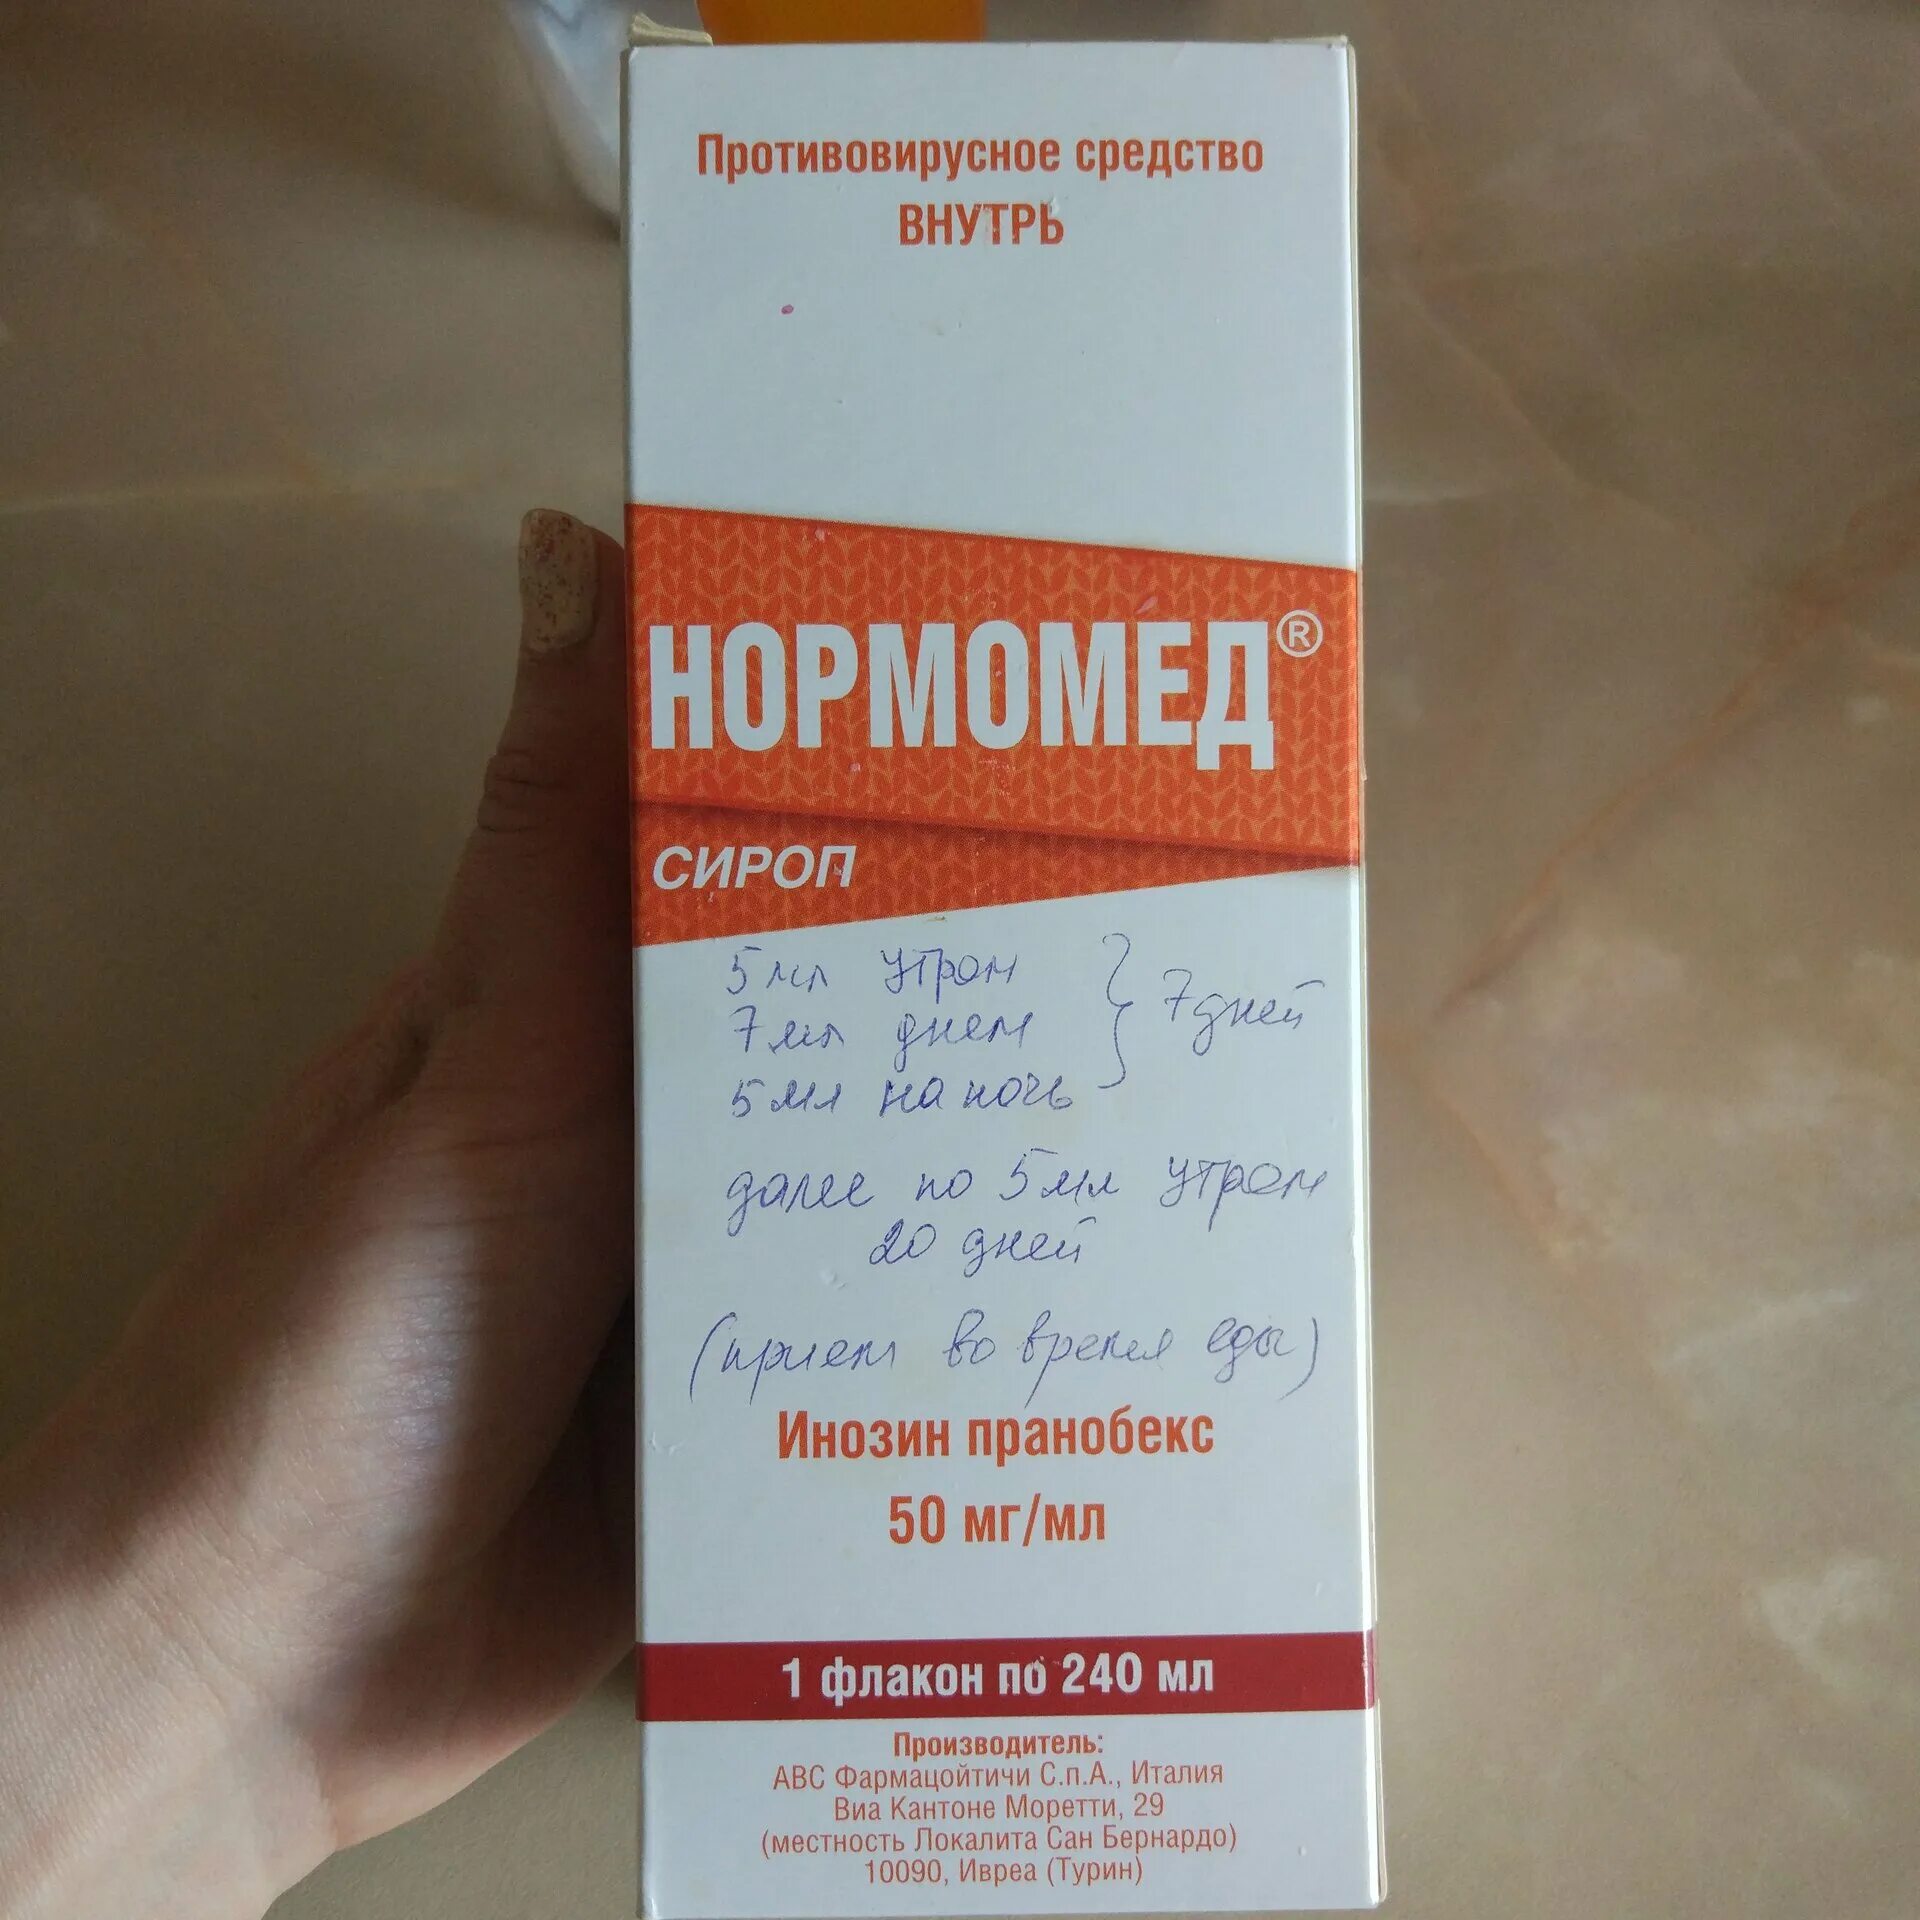 Противовирусное средство
ВНУТРЬ
НОРМОМЕД®
СИРОП
5 мл утром
7 мл днем } 7 дней
5 мл на ночь
далее по 5 мл утром
20 дней
(прием во время еды)
Инозин пранобекс
50 мг/мл
1 флакон по 240 мл
Производитель:
АВС Фармацойтичи С.п.А., Италия
Виа Кантоне Моретти, 29
(местность Локалита Сан Бернардо)
10090, Ивреа (Турин)